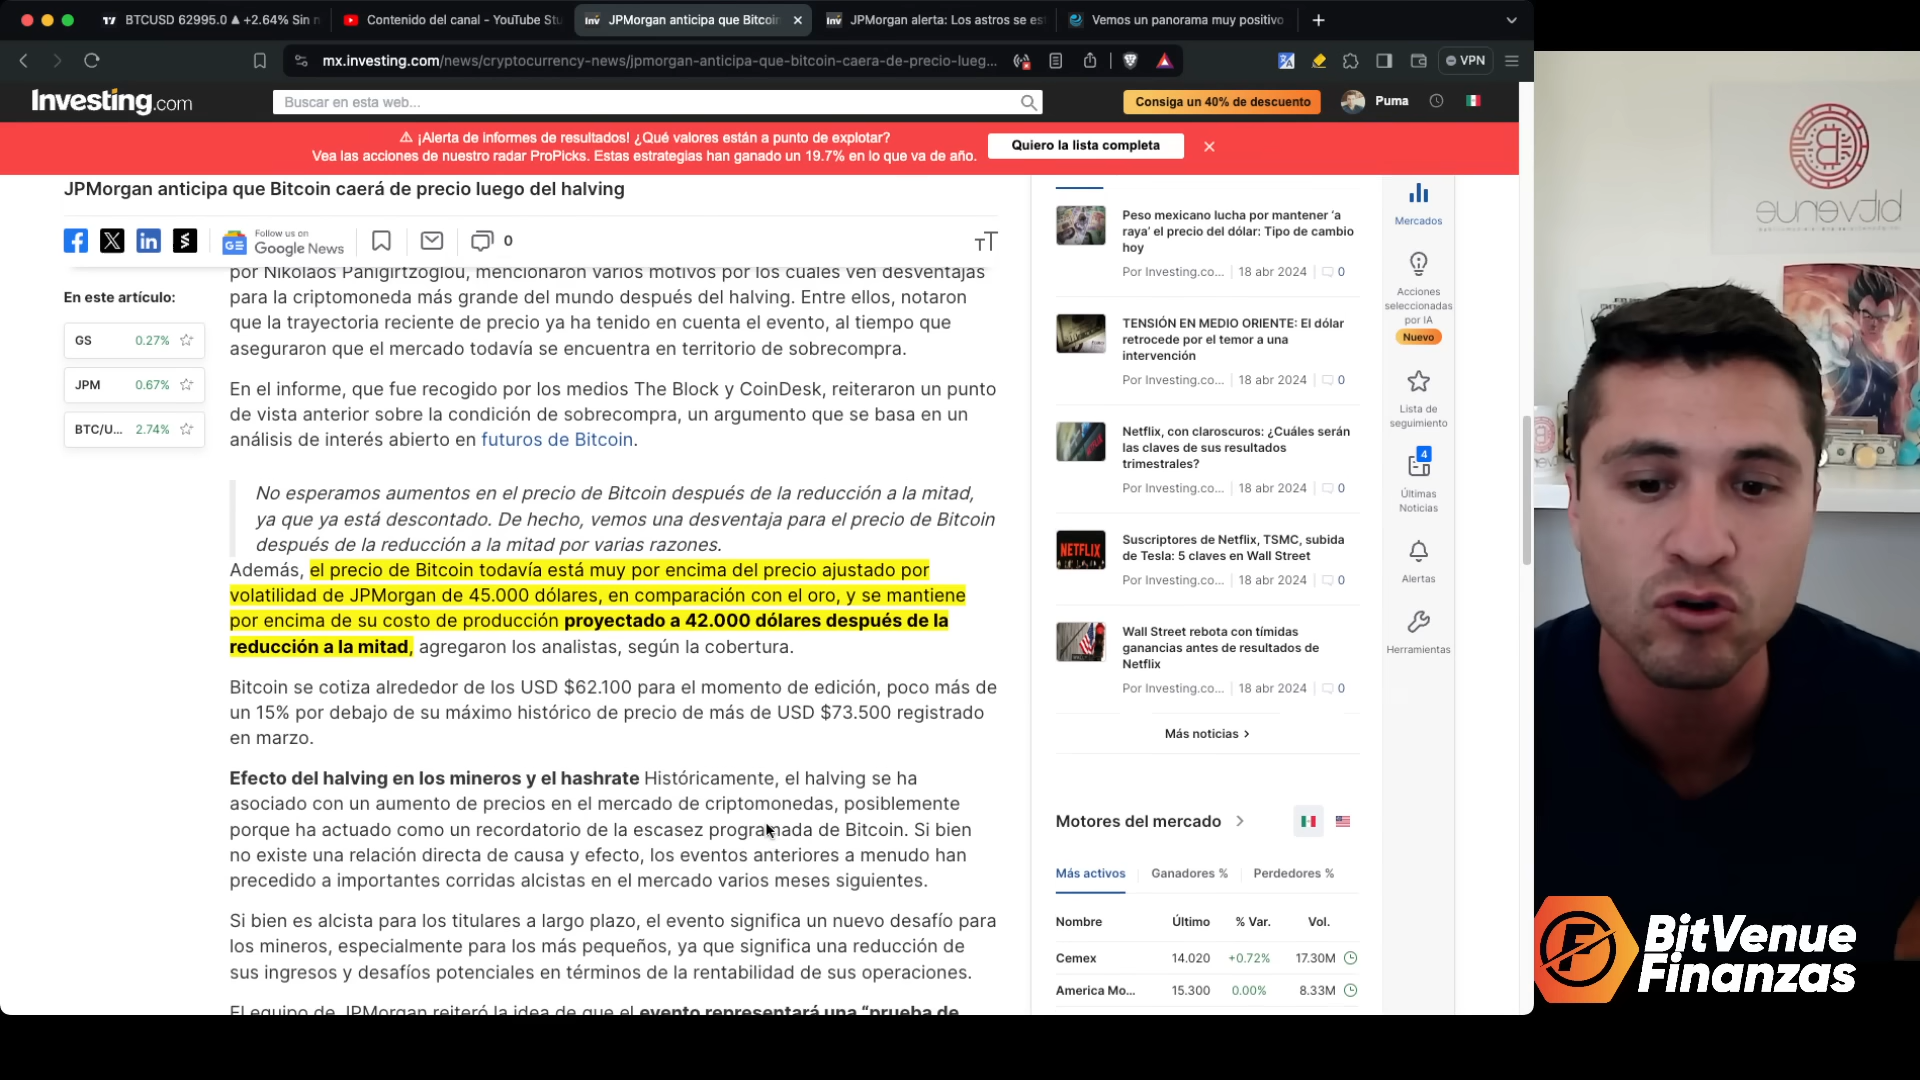 BTCUSD 62995.0 ▲ +2.64% Sin n
Contenido del canal - YouTube Stu
JPMorgan anticipa que Bitcoin
JPMorgan alerta: Los astros se es
Vemos un panorama muy positivo
mx.investing.com/news/cryptocurrency-news/jpmorgan-anticipa-que-bitcoin-caera-de-precio-lueg...
VPN
Investing.com
Buscar en esta web...
Consiga un 40% de descuento
Puma
⚠ ¡Alerta de informes de resultados! ¿Qué valores están a punto de explotar?
Vea las acciones de nuestro radar ProPicks. Estas estrategias han ganado un 19.7% en lo que va de año.
Quiero la lista completa
JPMorgan anticipa que Bitcoin caerá de precio luego del halving
Follow us on
Google News
0
En este artículo:
GS 0.27%
JPM 0.67%
BTC/U... 2.74%
por Nikolaos Panigirtzoglou, mencionaron varios motivos por los cuales ven desventajas
para la criptomoneda más grande del mundo después del halving. Entre ellos, notaron
que la trayectoria reciente de precio ya ha tenido en cuenta el evento, al tiempo que
aseguraron que el mercado todavía se encuentra en territorio de sobrecompra.
En el informe, que fue recogido por los medios The Block y CoinDesk, reiteraron un punto
de vista anterior sobre la condición de sobrecompra, un argumento que se basa en un
análisis de interés abierto en futuros de Bitcoin.
No esperamos aumentos en el precio de Bitcoin después de la reducción a la mitad,
ya que ya está descontado. De hecho, vemos una desventaja para el precio de Bitcoin
después de la reducción a la mitad por varias razones.
Además, el precio de Bitcoin todavía está muy por encima del precio ajustado por
volatilidad de JPMorgan de 45.000 dólares, en comparación con el oro, y se mantiene
por encima de su costo de producción proyectado a 42.000 dólares después de la
reducción a la mitad, agregaron los analistas, según la cobertura.
Bitcoin se cotiza alrededor de los USD $62.100 para el momento de edición, poco más de
un 15% por debajo de su máximo histórico de precio de más de USD $73.500 registrado
en marzo.
Efecto del halving en los mineros y el hashrate Históricamente, el halving se ha
asociado con un aumento de precios en el mercado de criptomonedas, posiblemente
porque ha actuado como un recordatorio de la escasez programada de Bitcoin. Si bien
no existe una relación directa de causa y efecto, los eventos anteriores a menudo han
precedido a importantes corridas alcistas en el mercado varios meses siguientes.
Si bien es alcista para los titulares a largo plazo, el evento significa un nuevo desafío para
los mineros, especialmente para los más pequeños, ya que significa una reducción de
sus ingresos y desafíos potenciales en términos de la rentabilidad de sus operaciones.
El equipo de JPMorgan reiteró la idea de que el evento representará una “prueba de
Peso mexicano lucha por mantener ‘a
raya’ el precio del dólar: Tipo de cambio
hoy
Por Investing.co... 18 abr 2024 0
TENSIÓN EN MEDIO ORIENTE: El dólar
retrocede por el temor a una
intervención
Por Investing.co... 18 abr 2024 0
Netflix, con claroscuros: ¿Cuáles serán
las claves de sus resultados
trimestrales?
Por Investing.co... 18 abr 2024 0
NETFLIX
Suscriptores de Netflix, TSMC, subida
de Tesla: 5 claves en Wall Street
Por Investing.co... 18 abr 2024 0
Wall Street rebota con tímidas
ganancias antes de resultados de
Netflix
Por Investing.co... 18 abr 2024 0
Más noticias
Motores del mercado
Más activos Ganadores % Perdedores %
Nombre Último % Var. Vol.
Cemex 14.020 +0.72% 17.30M
America Mo... 15.300 0.00% 8.33M
Mercados
Acciones
seleccionadas
por IA
Nuevo
Lista de
seguimiento
4
Últimas
Noticias
Alertas
Herramientas
bitvenue
BitVenue
Finanzas